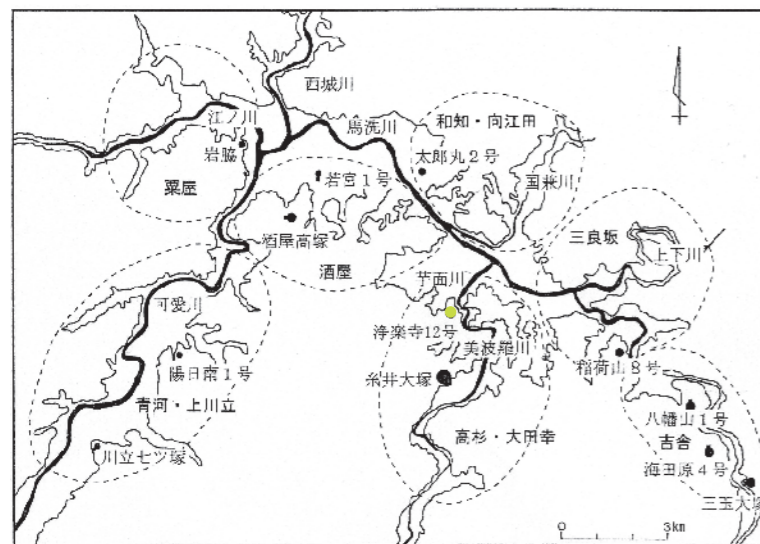 西城川
馬洗川
和知・向江田
江ノ川
岩脇
太郎丸2号
国兼川
粟屋
若宮1号
三良坂
上下川
酒屋高塚
酒屋
芋面川
可愛川
浄楽寺12号
美波羅川
稲荷山8号
陽日南1号
糸井大塚
青河・上川立
八幡山1号
高杉・大田幸
吉舎
川立七ツ塚
海田原4号
三玉大塚
0 3km